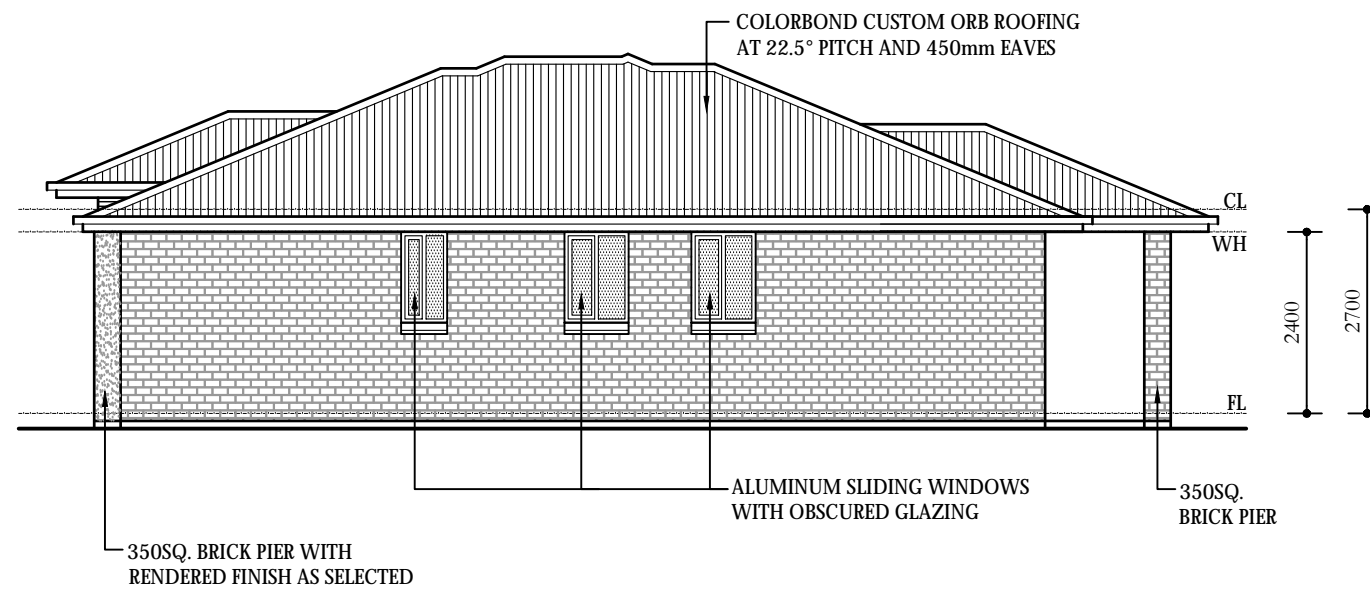 COLORBOND CUSTOM ORB ROOFING
AT 22.5° PITCH AND 450mm EAVES
CL
WH
2400
2700
FL
ALUMINUM SLIDING WINDOWS
WITH OBSCURED GLAZING
350SQ.
BRICK PIER
350SQ. BRICK PIER WITH
RENDERED FINISH AS SELECTED